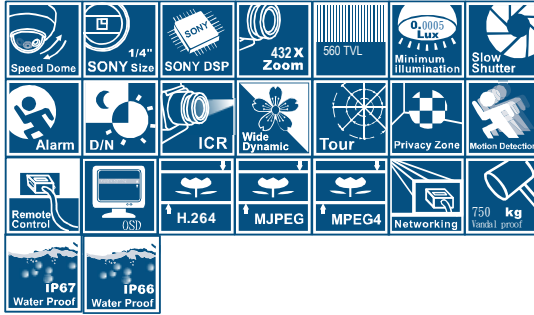 Speed Dome
1/4"
SONY Size
SONY
SONY DSP
432X
Zoom
560 TVL
0.0005
Lux
Minimum
illumination
Slow
Shutter
Alarm
D/N
ICR
Wide
Dynamic
Tour
Privacy Zone
Motion Detection
Remote
Control
OSD
H.264
MJPEG
MPEG4
Networking
750 kg
Vandal proof
IP67
Water Proof
IP66
Water Proof